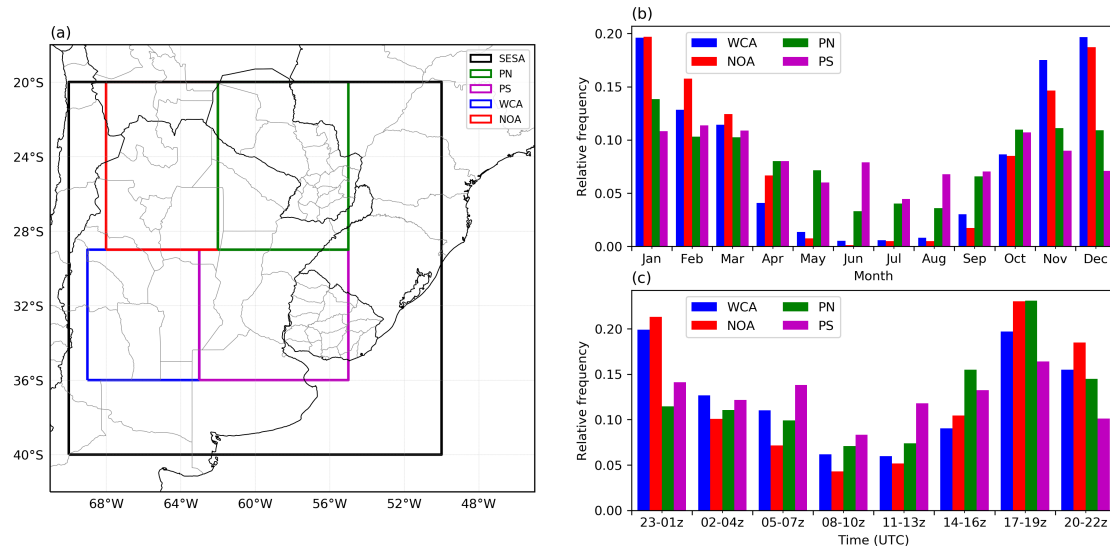 (a)
SESA
PN
PS
WCA
NOA
20°S
24°S
28°S
32°S
36°S
40°S
68°W 64°W 60°W 56°W 52°W 48°W
(b)
Relative frequency
0.20
0.15
0.10
0.05
0.00
WCA PN
NOA PS
Jan Feb Mar Apr May Jun Jul Aug Sep Oct Nov Dec
Month
(c)
Relative frequency
0.20
0.15
0.10
0.05
0.00
WCA PN
NOA PS
23-01z 02-04z 05-07z 08-10z 11-13z 14-16z 17-19z 20-22z
Time (UTC)